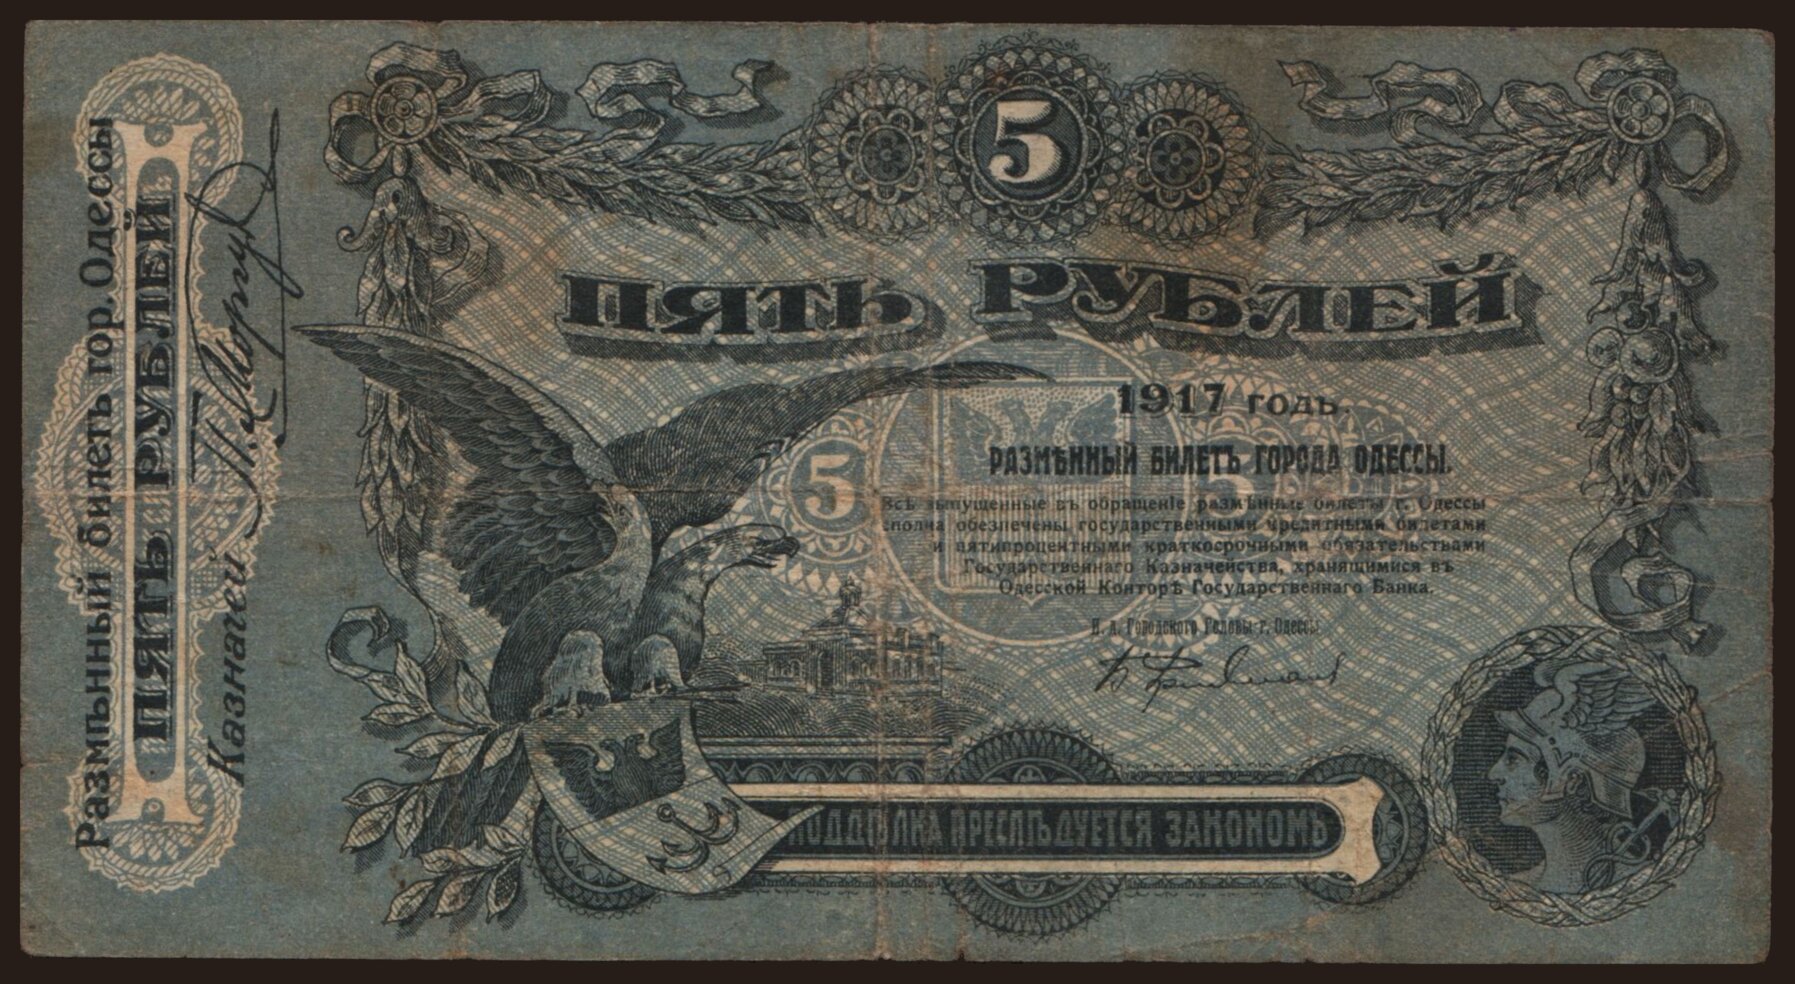 Размѣнный билетъ гор. Одессы
ПЯТЬ РУБЛЕЙ
Казначей
5
ПЯТЬ РУБЛЕЙ
1917 годъ.
РАЗМѢННЫЙ БИЛЕТЪ ГОРОДА ОДЕССЫ.
Всѣ выпущенные въ обращеніе размѣнные билеты г. Одессы
сполна обезпечены государственными кредитными билетами
и пятипроцентными краткосрочными обязательствами
Государственнаго Казначейства, хранящимися въ
Одесской Конторѣ Государственнаго Банка.
5
5
И. д. Городского Головы г. Одессы
ПОДДѢЛКА ПРЕСЛѢДУЕТСЯ ЗАКОНОМЪ